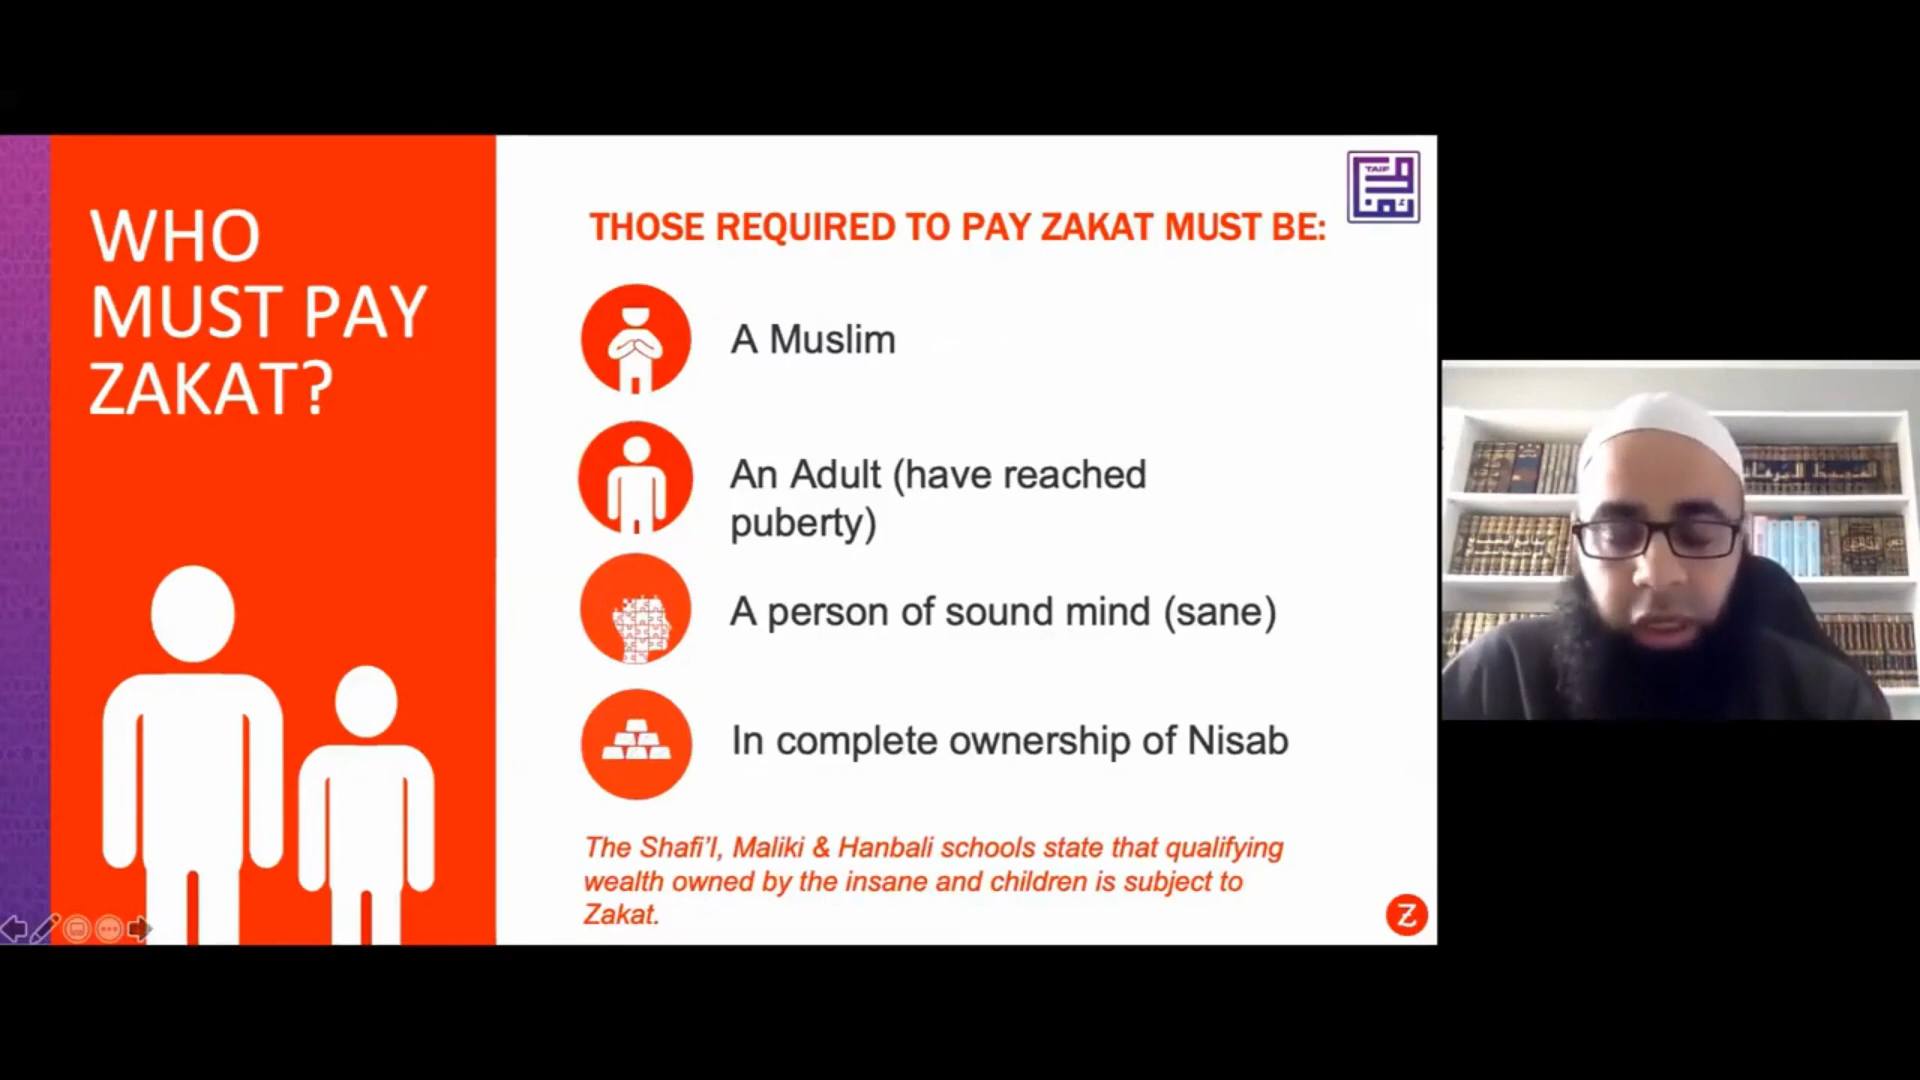 WHO
MUST PAY
ZAKAT?
THOSE REQUIRED TO PAY ZAKAT MUST BE:
A Muslim
An Adult (have reached
puberty)
A person of sound mind (sane)
In complete ownership of Nisab
The Shafi'I, Maliki & Hanbali schools state that qualifying
wealth owned by the insane and children is subject to
Zakat.
TAIF
Z